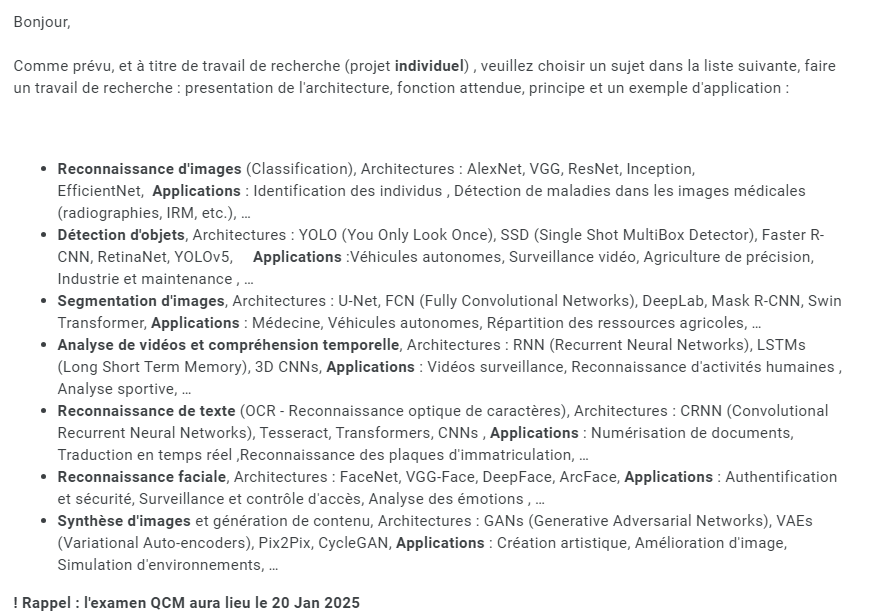 Bonjour,
Comme prévu, et à titre de travail de recherche (projet individuel) , veuillez choisir un sujet dans la liste suivante, faire
un travail de recherche : presentation de l'architecture, fonction attendue, principe et un exemple d'application :
• Reconnaissance d'images (Classification), Architectures : AlexNet, VGG, ResNet, Inception,
EfficientNet,  Applications : Identification des individus , Détection de maladies dans les images médicales
(radiographies, IRM, etc.), …
• Détection d'objets, Architectures : YOLO (You Only Look Once), SSD (Single Shot MultiBox Detector), Faster R-
CNN, RetinaNet, YOLOv5,    Applications :Véhicules autonomes, Surveillance vidéo, Agriculture de précision,
Industrie et maintenance , …
• Segmentation d'images, Architectures : U-Net, FCN (Fully Convolutional Networks), DeepLab, Mask R-CNN, Swin
Transformer, Applications : Médecine, Véhicules autonomes, Répartition des ressources agricoles, …
• Analyse de vidéos et compréhension temporelle, Architectures : RNN (Recurrent Neural Networks), LSTMs
(Long Short Term Memory), 3D CNNs, Applications : Vidéos surveillance, Reconnaissance d'activités humaines ,
Analyse sportive, …
• Reconnaissance de texte (OCR - Reconnaissance optique de caractères), Architectures : CRNN (Convolutional
Recurrent Neural Networks), Tesseract, Transformers, CNNs , Applications : Numérisation de documents,
Traduction en temps réel ,Reconnaissance des plaques d'immatriculation, …
• Reconnaissance faciale, Architectures : FaceNet, VGG-Face, DeepFace, ArcFace, Applications : Authentification
et sécurité, Surveillance et contrôle d'accès, Analyse des émotions , …
• Synthèse d'images et génération de contenu, Architectures : GANs (Generative Adversarial Networks), VAEs
(Variational Auto-encoders), Pix2Pix, CycleGAN, Applications : Création artistique, Amélioration d'image,
Simulation d'environnements, …
! Rappel : l'examen QCM aura lieu le 20 Jan 2025